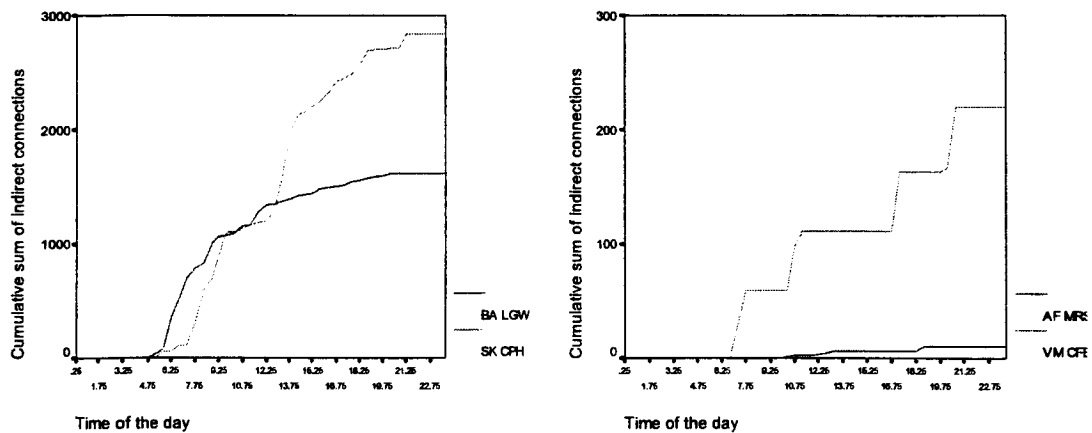 3000
2000
1000
0
Cumulative sum of indirect connections
.25 3.25 6.25 9.25 12.25 15.25 18.25 21.25
1.75 4.75 7.75 10.75 13.75 16.75 19.75 22.75
Time of the day
BA LGW
SK CPH
300
200
100
0
Cumulative sum of indirect connections
.25 3.25 6.25 9.25 12.25 15.25 18.25 21.25
1.75 4.75 7.75 10.75 13.75 16.75 19.75 22.75
Time of the day
AF MRS
VM CFE